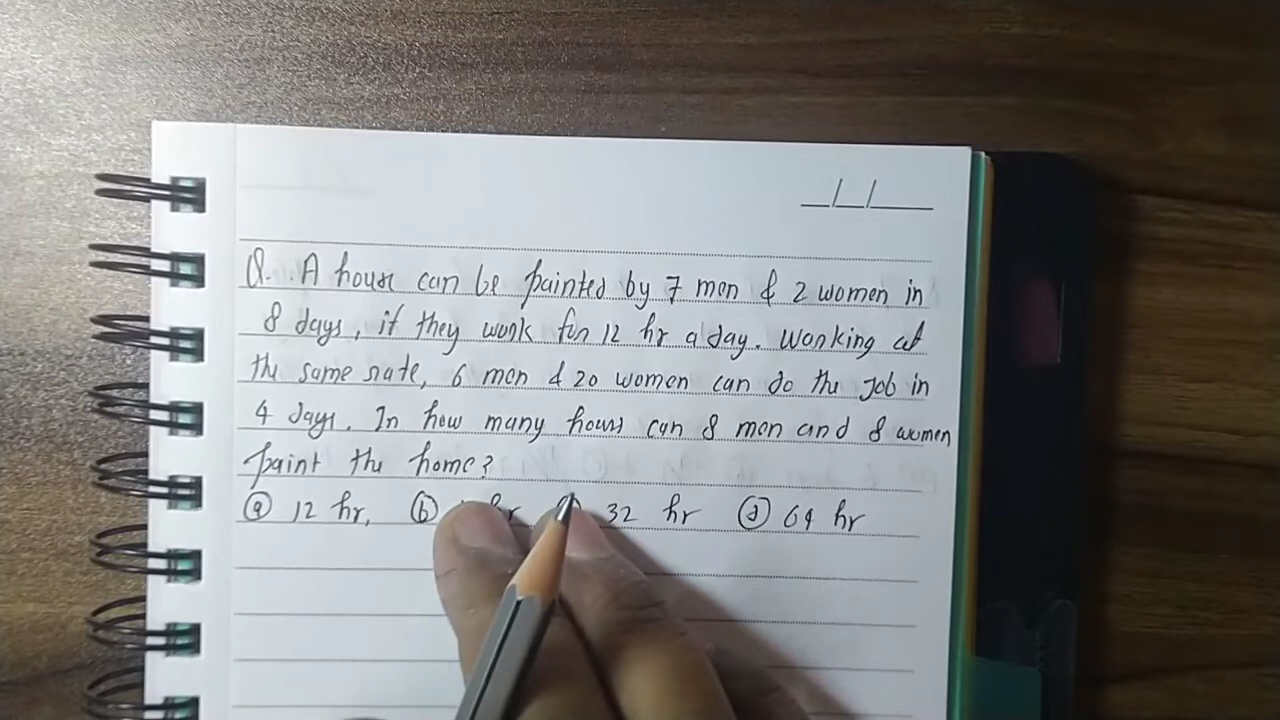 Q. A house can be painted by 7 men & 2 women in
8 days, if they work for 12 hr a day. Working at
the same rate, 6 men & 20 women can do the job in
4 days. In how many hours can 8 men and 8 women
paint the home?
(a) 12 hr, (b) hr 32 hr (d) 64 hr